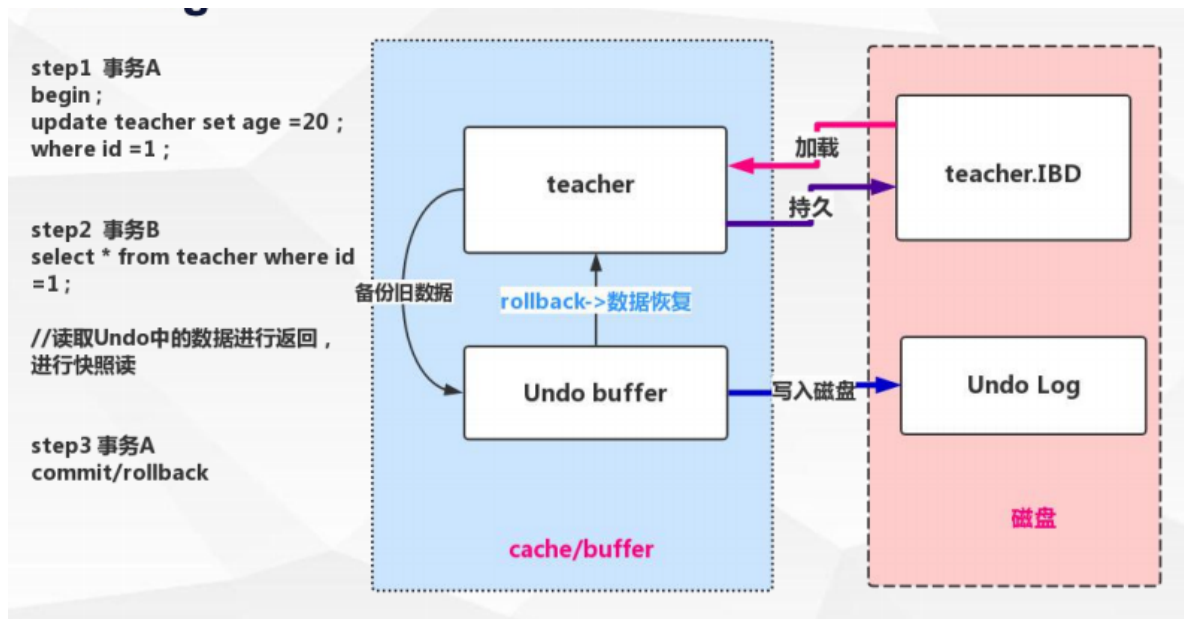 step1 事务A
begin ;
update teacher set age =20 ;
where id =1 ;
step2 事务B
select * from teacher where id
=1 ;
//读取Undo中的数据进行返回，
进行快照读
step3 事务A
commit/rollback
teacher
备份旧数据
rollback->数据恢复
Undo buffer
cache/buffer
加载
持久
写入磁盘
teacher.IBD
Undo Log
磁盘